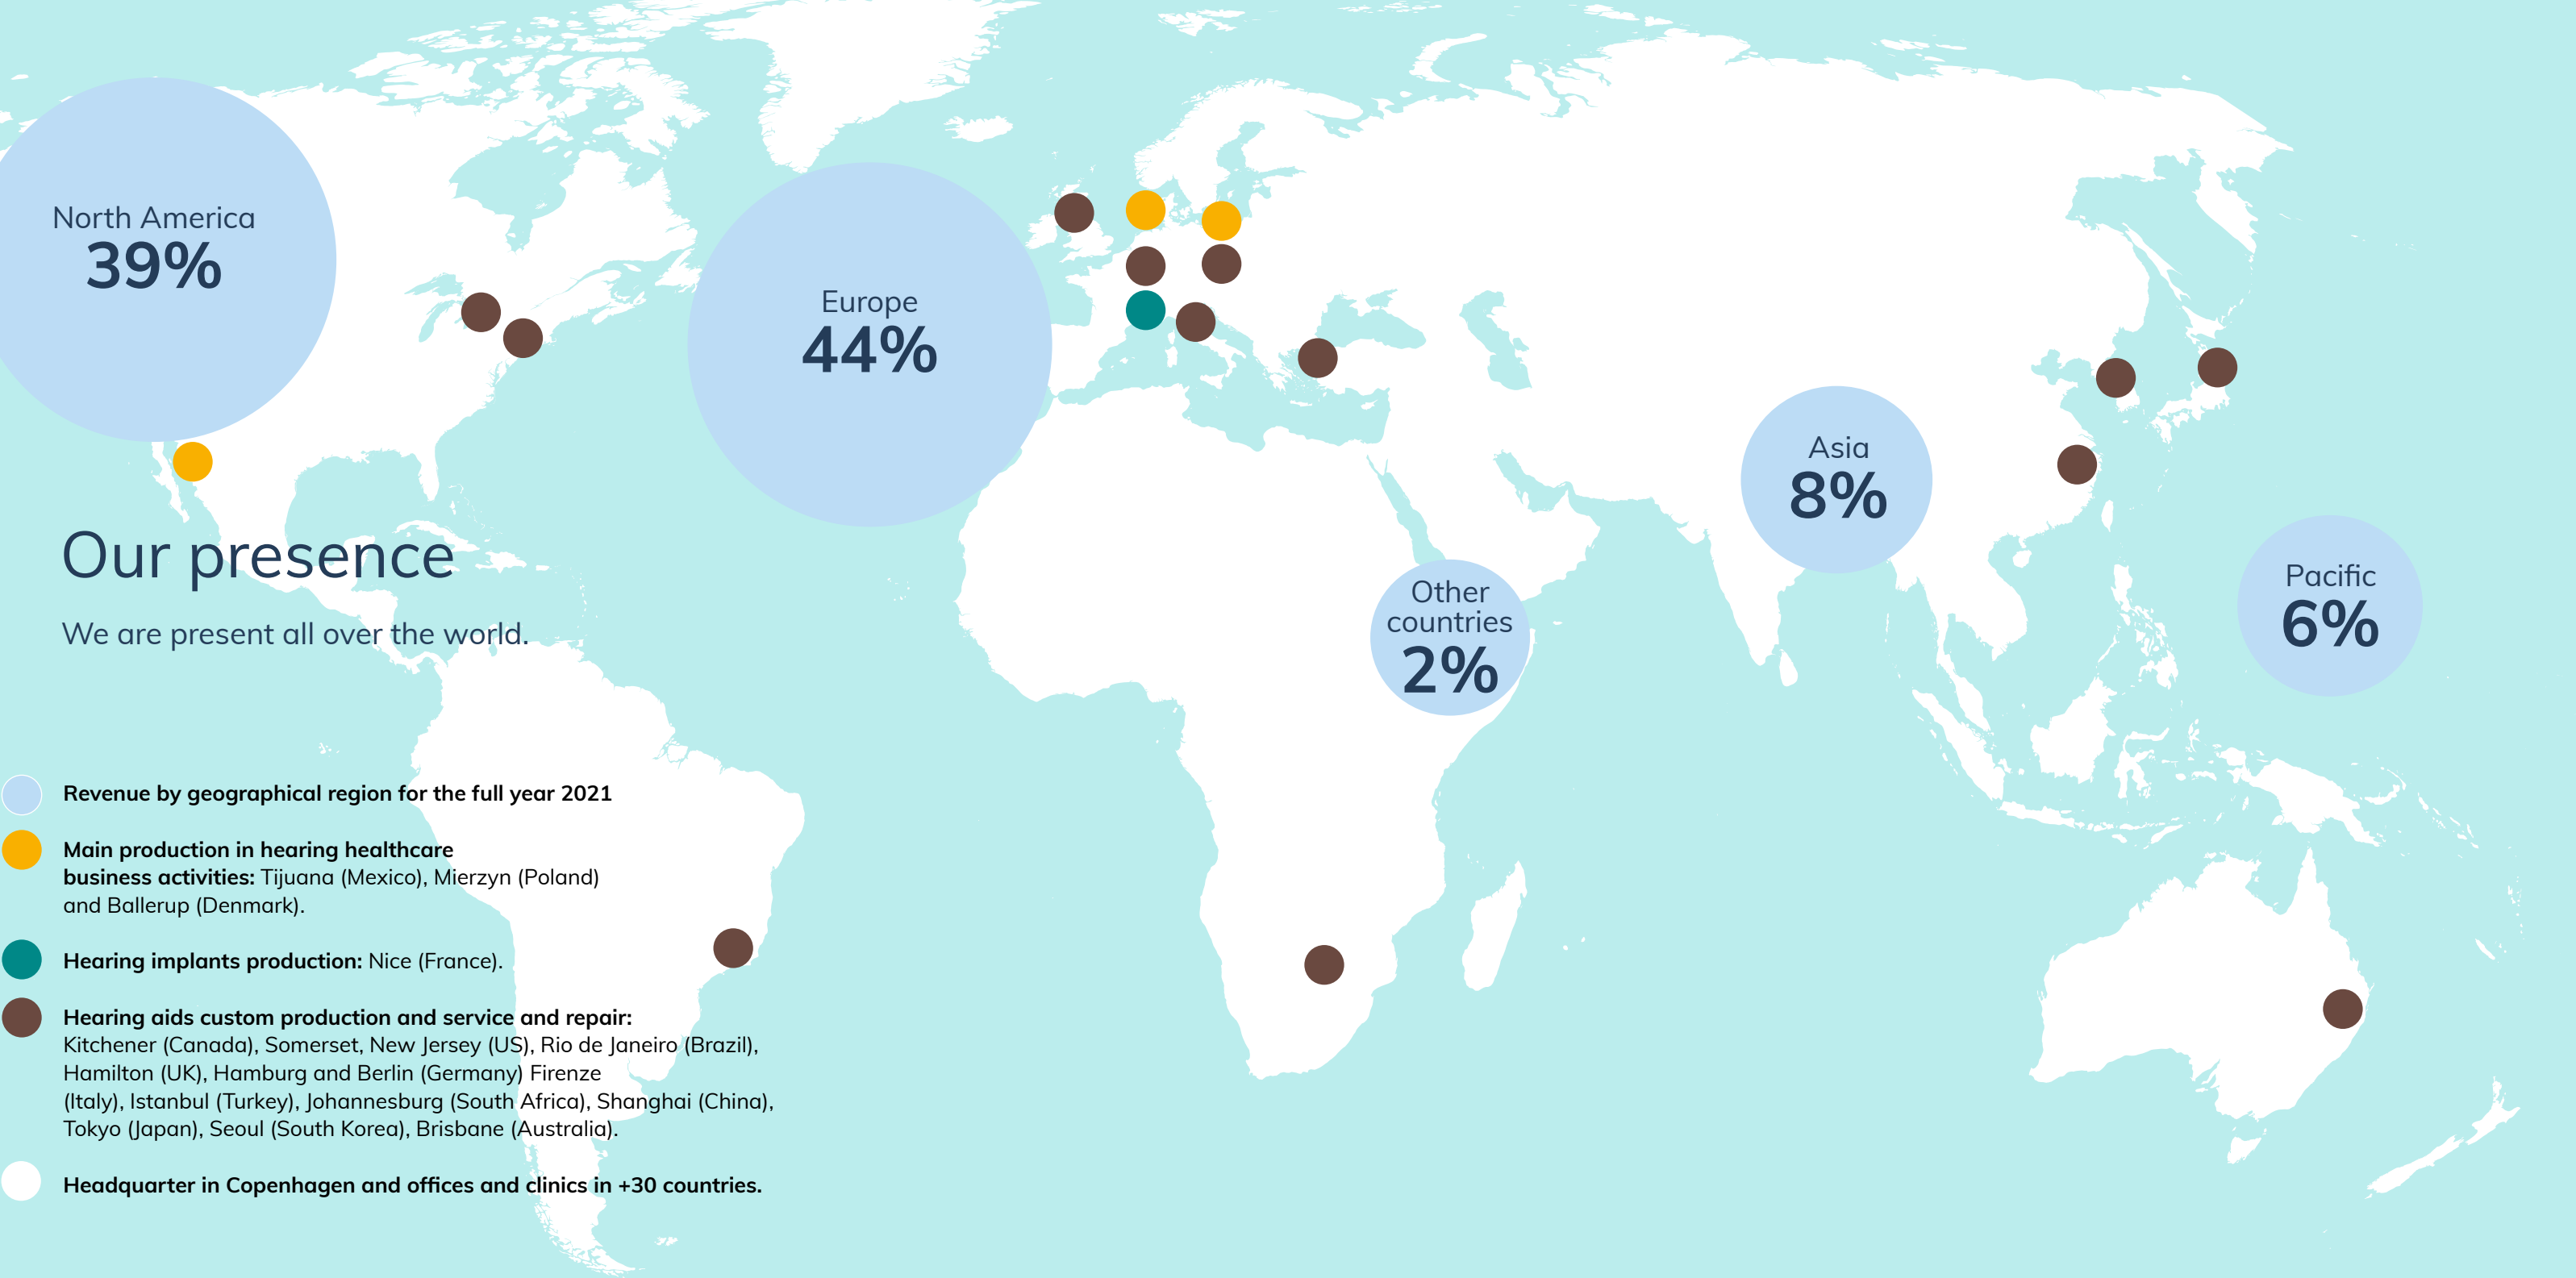 North America
39%
Europe
44%
Asia
8%
Other
countries
2%
Pacific
6%
Our presence
We are present all over the world.
Revenue by geographical region for the full year 2021
Main production in hearing healthcare
business activities: Tijuana (Mexico), Mierzyn (Poland)
and Ballerup (Denmark).
Hearing implants production: Nice (France).
Hearing aids custom production and service and repair:
Kitchener (Canada), Somerset, New Jersey (US), Rio de Janeiro (Brazil),
Hamilton (UK), Hamburg and Berlin (Germany) Firenze
(Italy), Istanbul (Turkey), Johannesburg (South Africa), Shanghai (China),
Tokyo (Japan), Seoul (South Korea), Brisbane (Australia).
Headquarter in Copenhagen and offices and clinics in +30 countries.